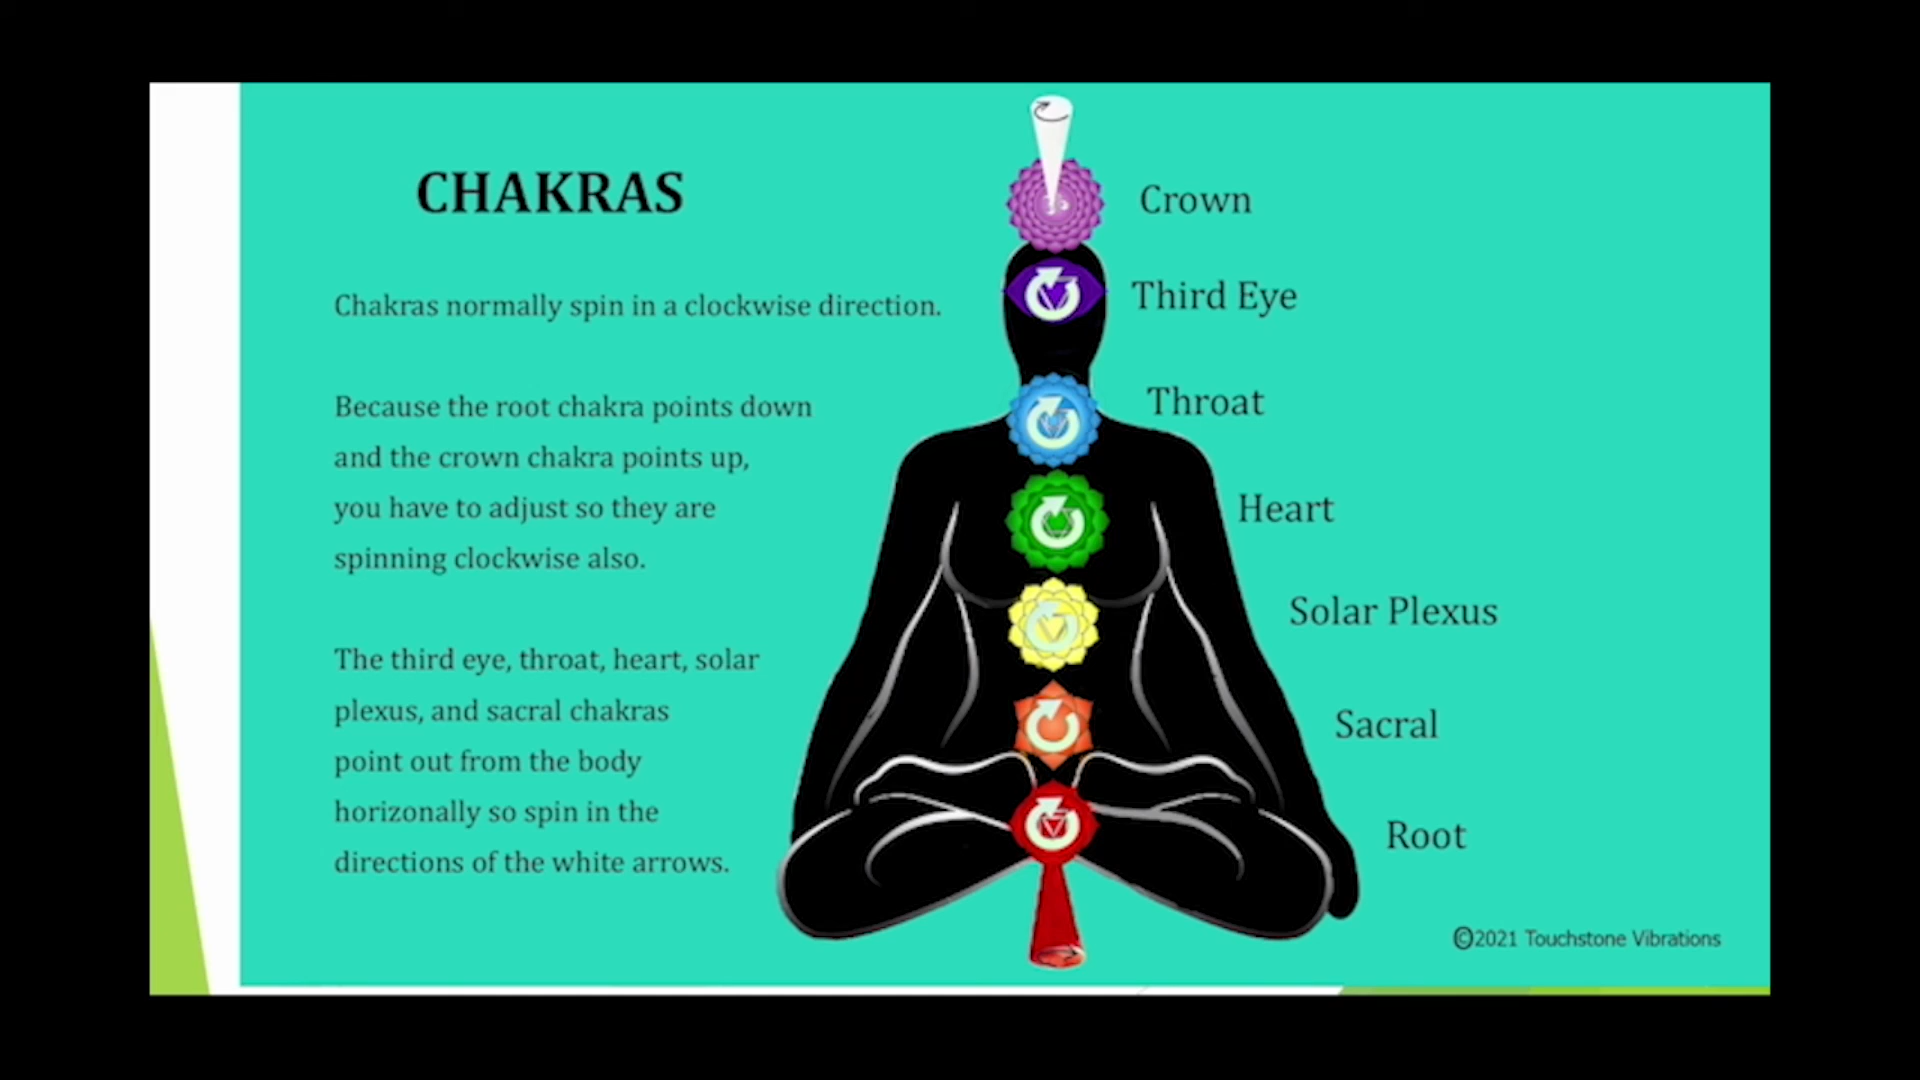 CHAKRAS
Chakras normally spin in a clockwise direction.
Because the root chakra points down
and the crown chakra points up,
you have to adjust so they are
spinning clockwise also.
The third eye, throat, heart, solar
plexus, and sacral chakras
point out from the body
horizonally so spin in the
directions of the white arrows.
Crown
Third Eye
Throat
Heart
Solar Plexus
Sacral
Root
©2021 Touchstone Vibrations